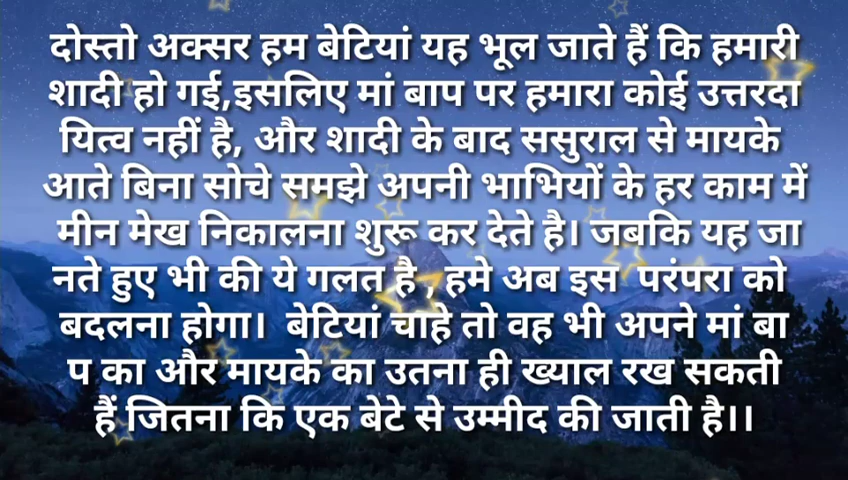 दोस्तो अक्सर हम बेटियां यह भूल जाते हैं कि हमारी
शादी हो गई,इसलिए मां बाप पर हमारा कोई उत्तरदा
यित्व नहीं है, और शादी के बाद ससुराल से मायके
आते बिना सोचे समझे अपनी भाभियों के हर काम में
मीन मेख निकालना शुरू कर देते है। जबकि यह जा
नते हुए भी की ये गलत है , हमे अब इस परंपरा को
बदलना होगा। बेटियां चाहे तो वह भी अपने मां बा
प का और मायके का उतना ही ख्याल रख सकती
हैं जितना कि एक बेटे से उम्मीद की जाती है।।